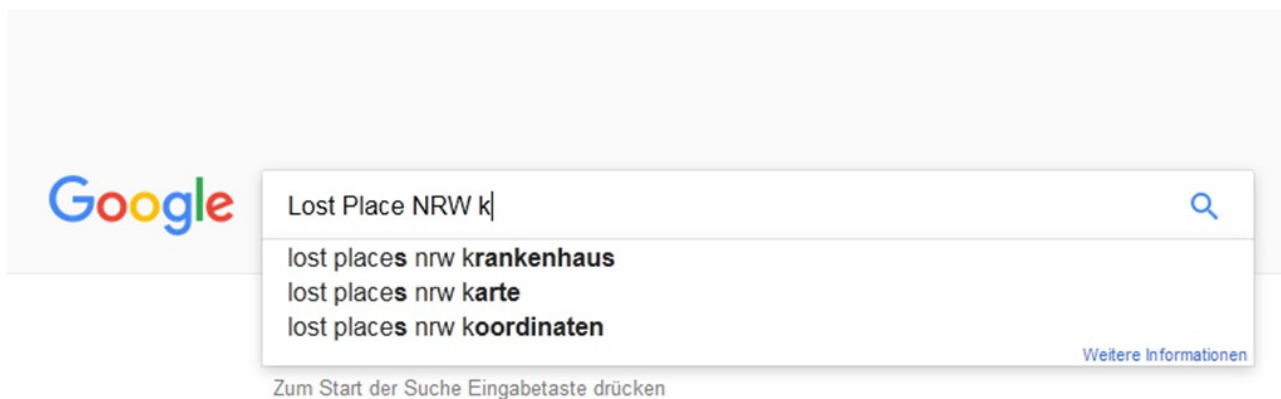 Google
Lost Place NRW k
lost places nrw krankenhaus
lost places nrw karte
lost places nrw koordinaten
Weitere Informationen
Zum Start der Suche Eingabetaste drücken